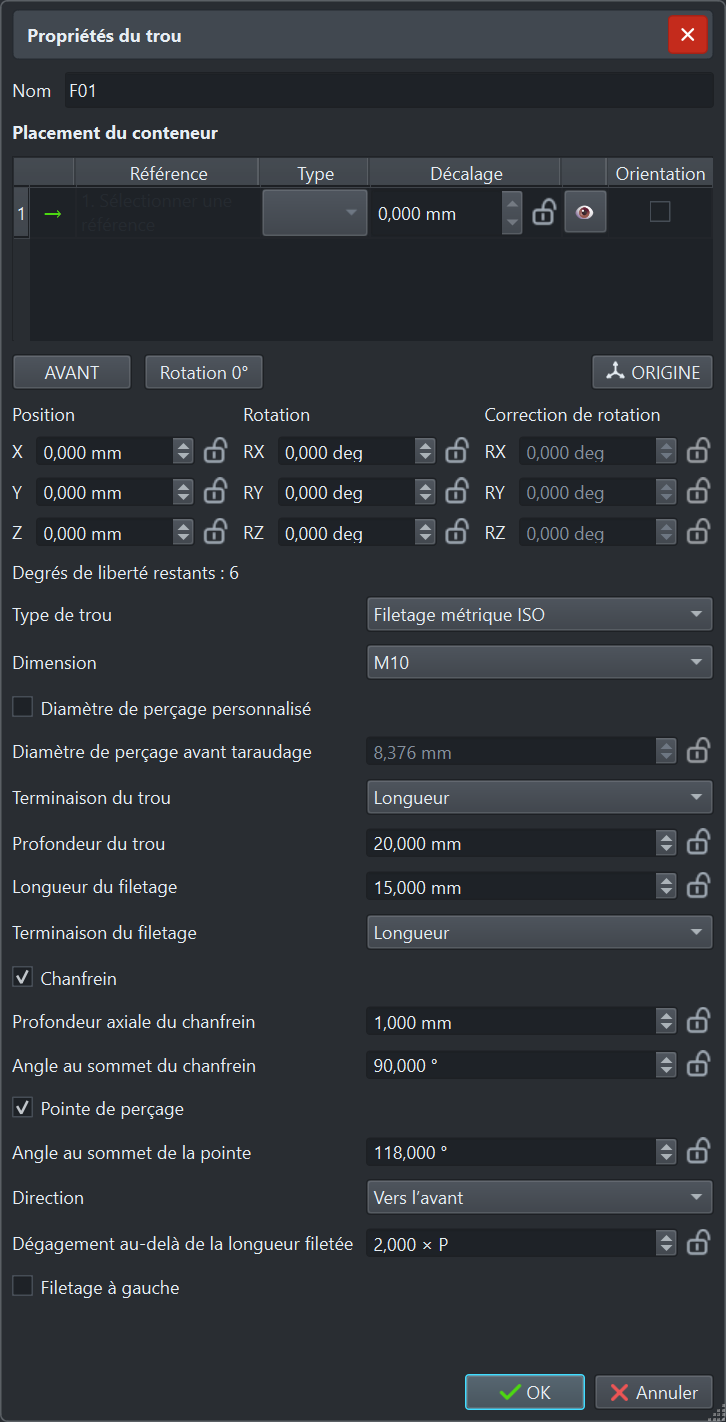 Propriétés du trou
Nom F01
Placement du conteneur
Référence Type Décalage Orientation
1 → 1. Sélectionner une 0,000 mm
référence
AVANT Rotation 0° ORIGINE
Position Rotation Correction de rotation
X 0,000 mm RX 0,000 deg RX 0,000 deg
Y 0,000 mm RY 0,000 deg RY 0,000 deg
Z 0,000 mm RZ 0,000 deg RZ 0,000 deg
Degrés de liberté restants : 6
Type de trou Filetage métrique ISO
Dimension M10
Diamètre de perçage personnalisé
Diamètre de perçage avant taraudage 8,376 mm
Terminaison du trou Longueur
Profondeur du trou 20,000 mm
Longueur du filetage 15,000 mm
Terminaison du filetage Longueur
Chanfrein
Profondeur axiale du chanfrein 1,000 mm
Angle au sommet du chanfrein 90,000 °
Pointe de perçage
Angle au sommet de la pointe 118,000 °
Direction Vers l’avant
Dégagement au-delà de la longueur filetée 2,000 × P
Filetage à gauche
OK Annuler